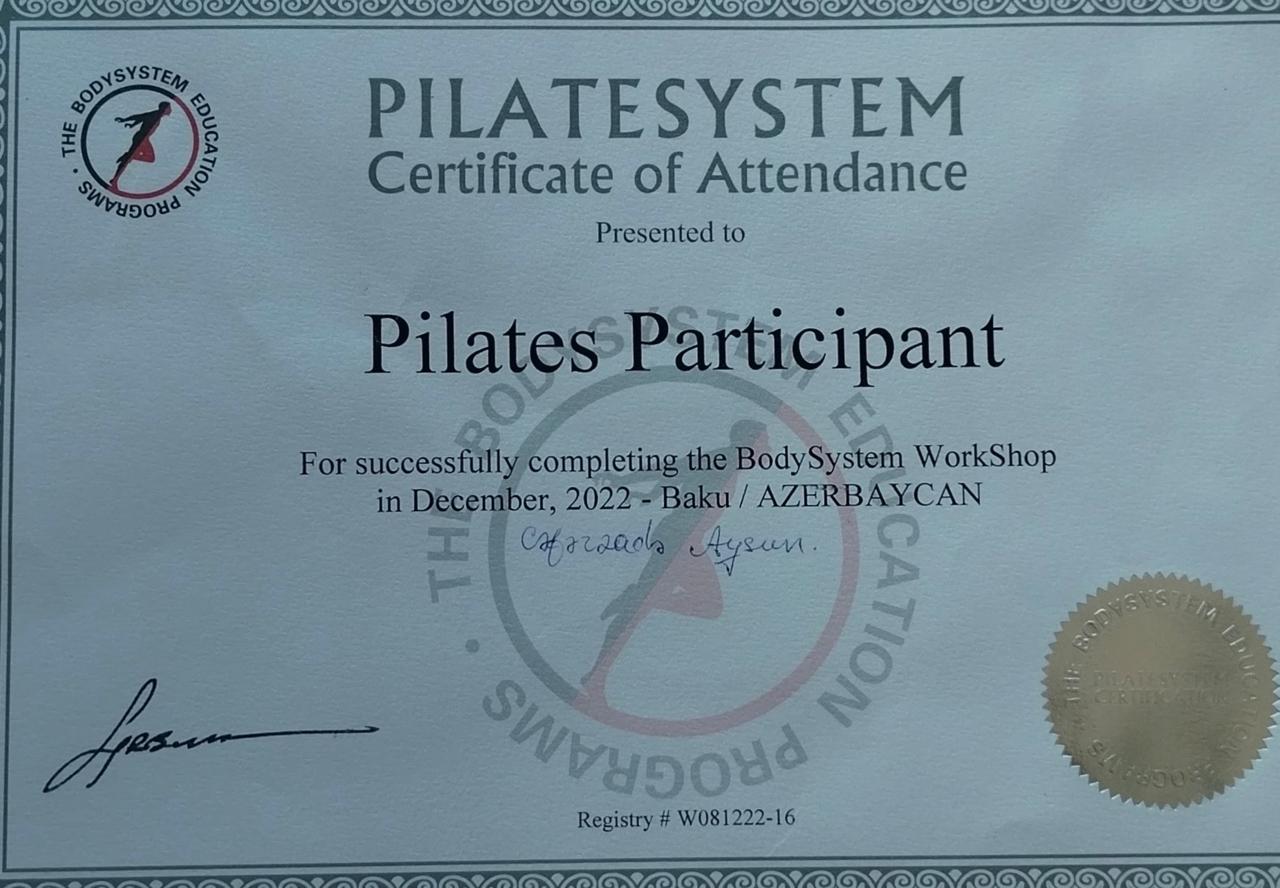 THE BODYSYSTEM EDUCATION PROGRAMS
PILATESYSTEM
Certificate of Attendance
Presented to
Pilates Participant
For successfully completing the BodySystem WorkShop
in December, 2022 - Baku / AZERBAYCAN
Aysun.
THE BODYSYSTEM EDUCATION PROGRAMS
THE BODYSYSTEM EDUCATION PROGRAMS
PILATESYSTEM
CERTIFICATION
Registry # W081222-16